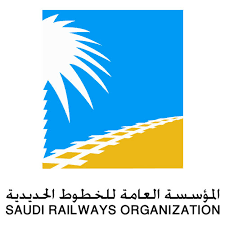 المؤسسة العامة للخطوط الحديدية
SAUDI RAILWAYS ORGANIZATION